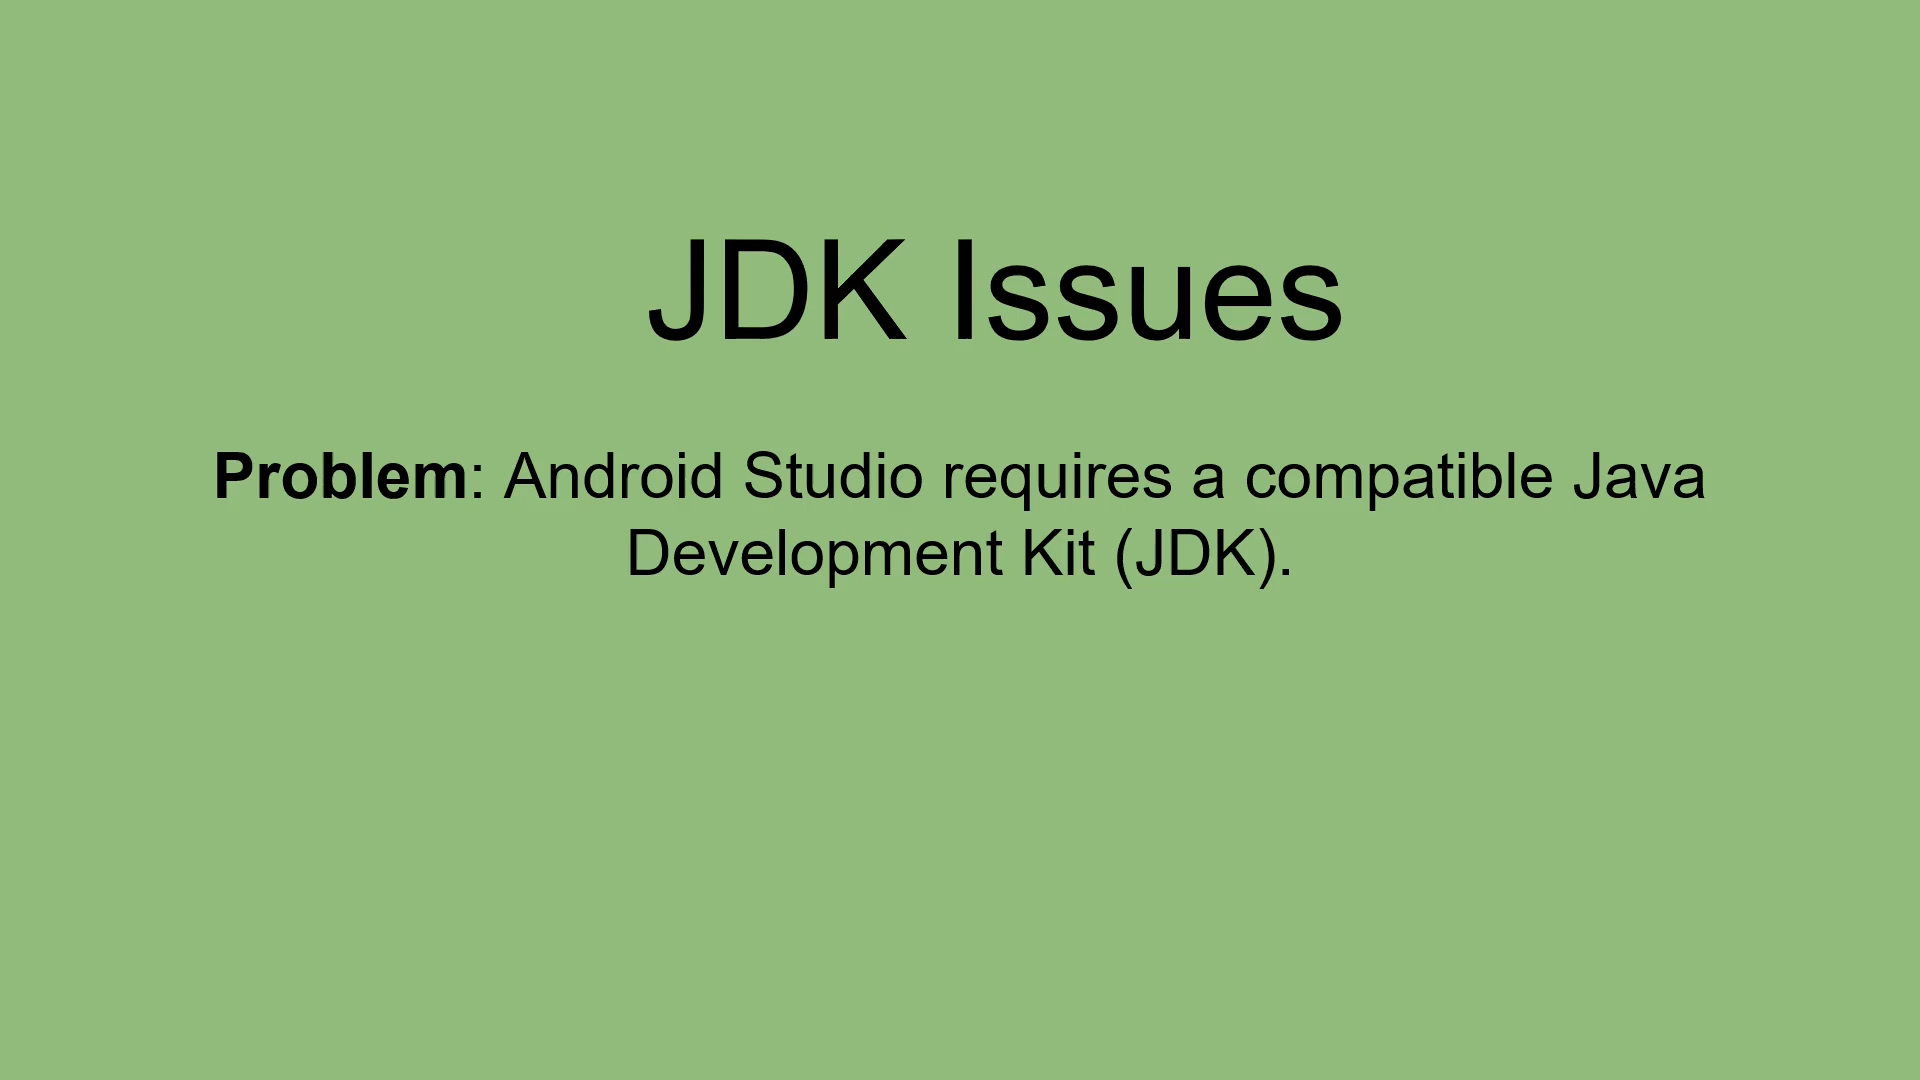 JDK Issues
Problem: Android Studio requires a compatible Java
Development Kit (JDK).